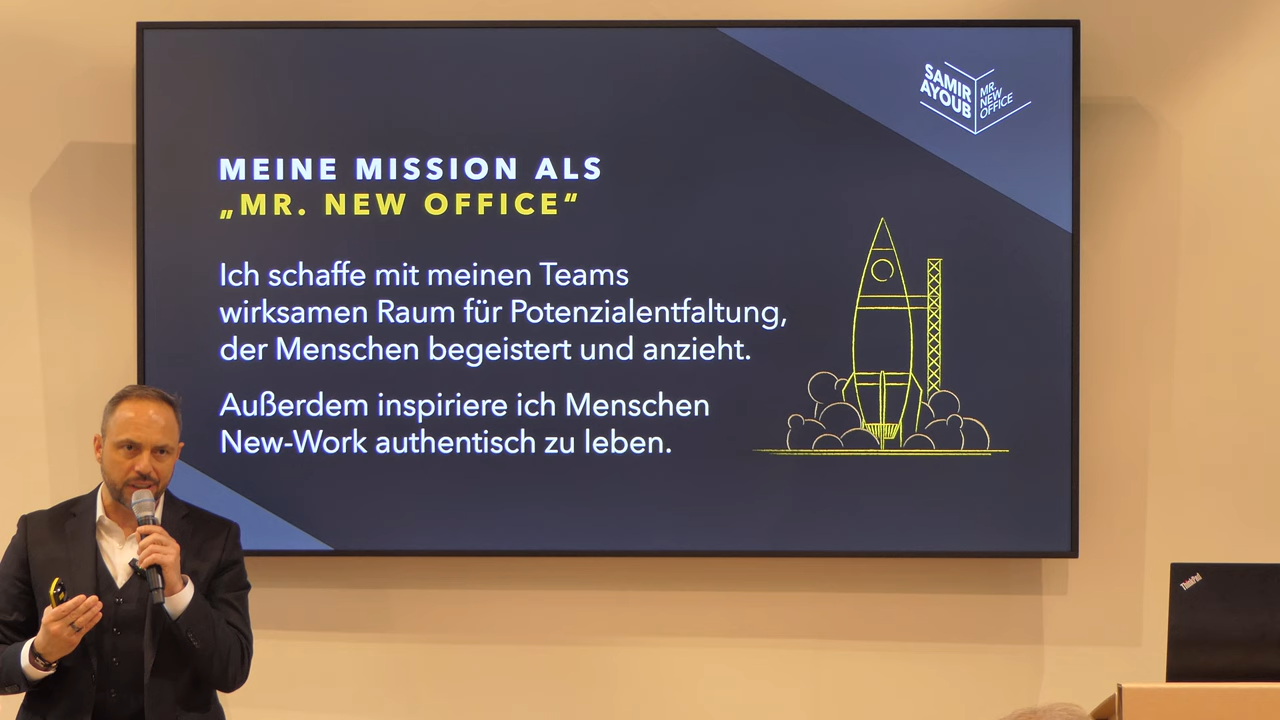 SAMIR
AYOUB
MR.
NEW
OFFICE
MEINE MISSION ALS
„MR. NEW OFFICE“
Ich schaffe mit meinen Teams
wirksamen Raum für Potenzialentfaltung,
der Menschen begeistert und anzieht.
Außerdem inspiriere ich Menschen
New-Work authentisch zu leben.
ThinkPad